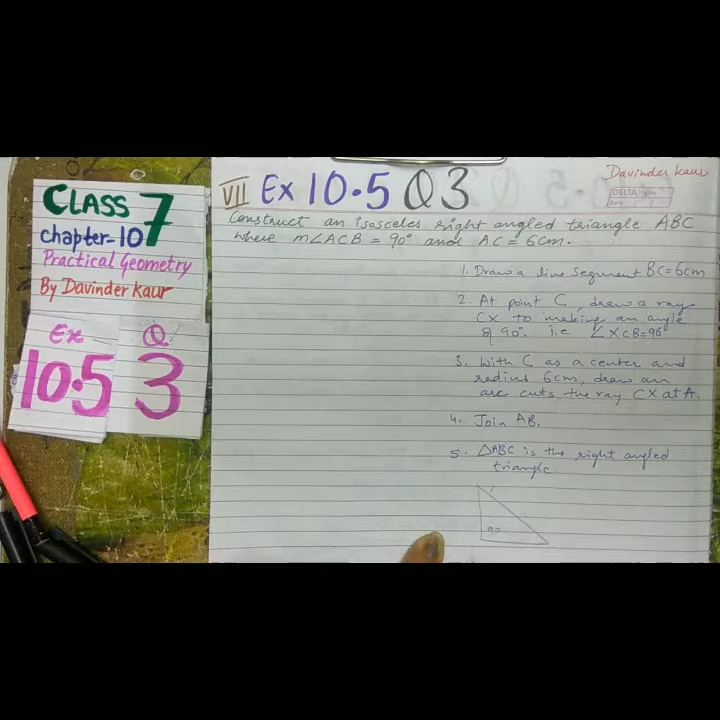 CLASS 7
chapter-10
Practical Geometry
By Davinder Kaur
Ex
10.5
Q
3
VII Ex 10.5 Q 3
Davinder Kaur
DELTA
Construct an isosceles right angled triangle ABC
where m∠ACB = 90° and AC = 6cm.
1. Draw a line segment BC = 6cm
2. At point C, draw a ray
CX to making an angle
of 90°. i.e ∠XCB=90°
3. With C as a center and
radius 6cm, draw an
arc cuts the ray CX at A.
4. Join AB.
5. △ABC is the right angled
triangle
90